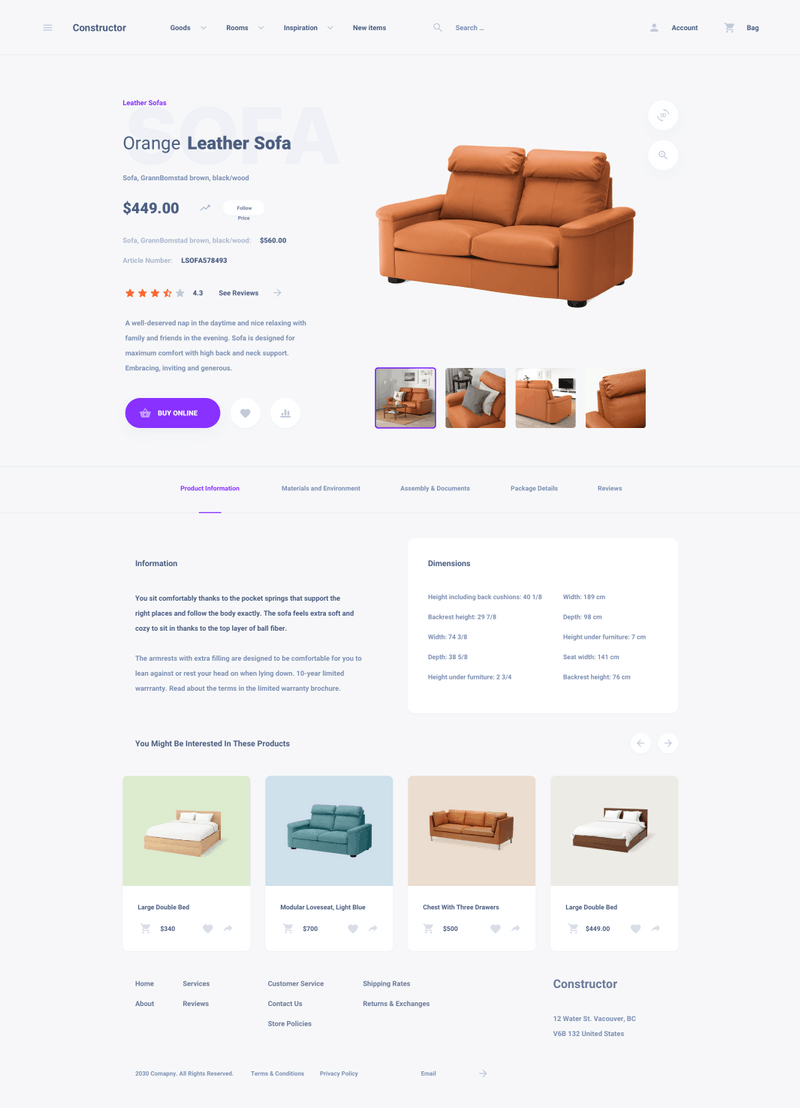 Constructor
Goods
Rooms
Inspiration
New items
Search ...
Account
Bag
Leather Sofas
SOFA
Orange Leather Sofa
Sofa, GrannBomstad brown, black/wood
$449.00
Follow
Price
Sofa, GrannBomstad brown, black/wood: $560.00
Article Number: LSOFA578493
4.3 See Reviews
A well-deserved nap in the daytime and nice relaxing with
family and friends in the evening. Sofa is designed for
maximum comfort with high back and neck support.
Embracing, inviting and generous.
BUY ONLINE
3D
Product Information
Materials and Environment
Assembly & Documents
Package Details
Reviews
Information
You sit comfortably thanks to the pocket springs that support the
right places and follow the body exactly. The sofa feels extra soft and
cozy to sit in thanks to the top layer of ball fiber.
The armrests with extra filling are designed to be comfortable for you to
lean against or rest your head on when lying down. 10-year limited
warrranty. Read about the terms in the limited warranty brochure.
Dimensions
Height including back cushions: 40 1/8
Backrest height: 29 7/8
Width: 74 3/8
Depth: 38 5/8
Height under furniture: 2 3/4
Width: 189 cm
Depth: 98 cm
Height under furniture: 7 cm
Seat width: 141 cm
Backrest height: 76 cm
You Might Be Interested In These Products
Large Double Bed
$340
Modular Loveseat, Light Blue
$700
Chest With Three Drawers
$500
Large Double Bed
$449.00
Home
About
Services
Reviews
Customer Service
Contact Us
Store Policies
Shipping Rates
Returns & Exchanges
Constructor
12 Water St. Vacouver, BC
V6B 132 United States
2030 Comapny. All Rights Reserved.
Terms & Conditions
Privacy Policy
Email